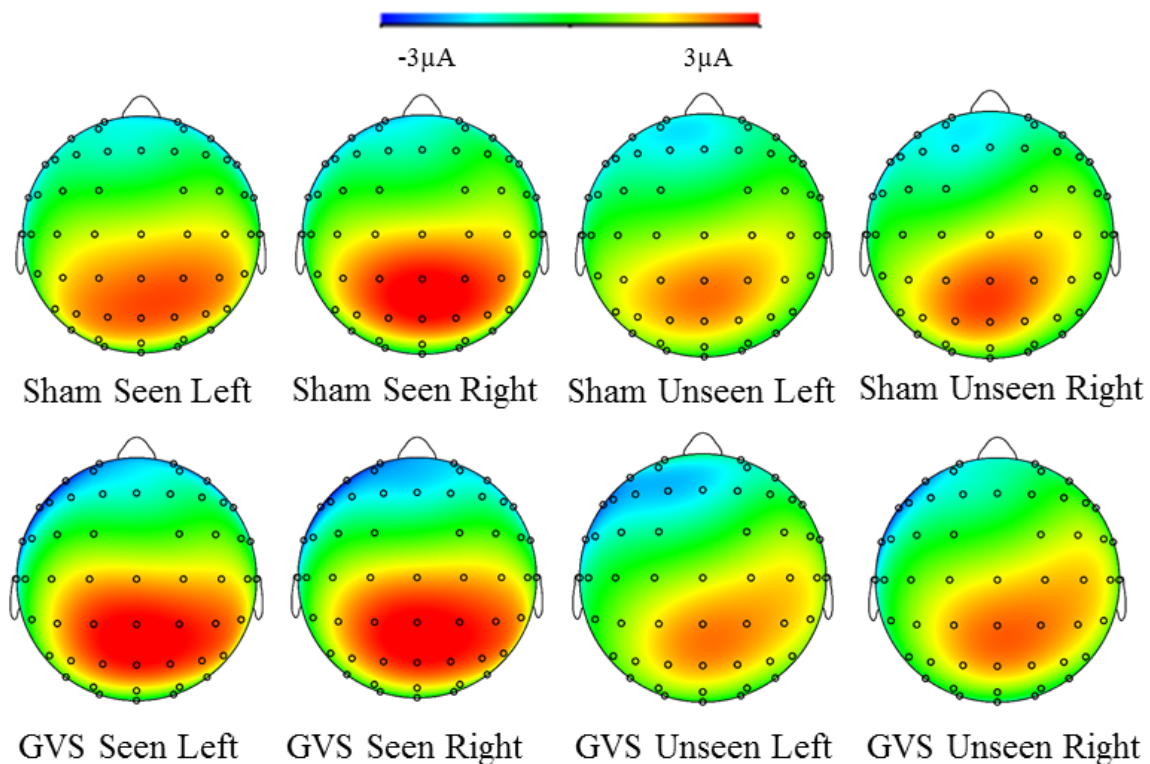 -3µA 3µA
Sham Seen Left Sham Seen Right Sham Unseen Left Sham Unseen Right
GVS Seen Left GVS Seen Right GVS Unseen Left GVS Unseen Right